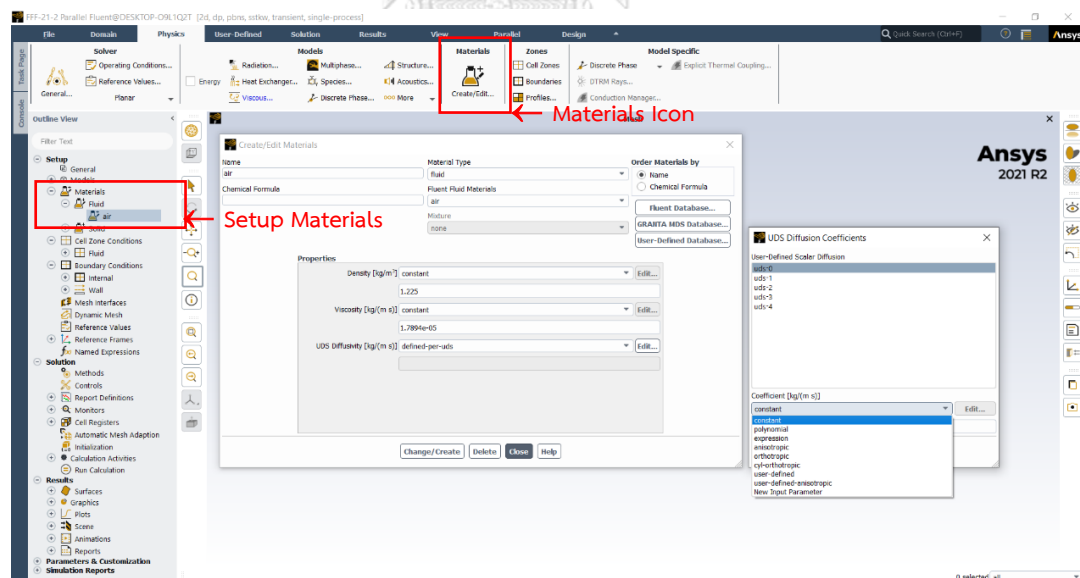 FFF-21-2 Parallel Fluent@DESKTOP-O9L1Q2T [2d, dp, pbns, sstkw, transient, single-process]
File Domain Physics User-Defined Solution Results View Parallel Design Quick Search (Ctrl+F) Ansys
Solver Models Materials Zones Model Specific
Operating Conditions... Radiation... Multiphase... Structure... Cell Zones Discrete Phase Explicit Thermal Coupling...
Reference Values... Energy Heat Exchanger... Species... Acoustics... Boundaries DTRM Rays...
General... Planar Viscous... Discrete Phase... More Create/Edit... Profiles... Conduction Manager...
Task Page
Console
Materials Icon
Outline View
Filter Text
Setup
General
Models
Materials
Fluid
air
Solid
Cell Zone Conditions
Fluid
Boundary Conditions
Internal
Wall
Mesh Interfaces
Dynamic Mesh
Reference Values
Reference Frames
Named Expressions
Solution
Methods
Controls
Report Definitions
Monitors
Cell Registers
Automatic Mesh Adaption
Initialization
Calculation Activities
Run Calculation
Results
Surfaces
Graphics
Plots
Scene
Animations
Reports
Parameters & Customization
Simulation Reports
Setup Materials
Create/Edit Materials
Name Material Type Order Materials by
air fluid Name
Chemical Formula Fluent Fluid Materials Chemical Formula
air Fluent Database...
Mixture GRANTA MDS Database...
none User-Defined Database...
Properties
Density [kg/m³] constant Edit...
1.225
Viscosity [kg/(m s)] constant Edit...
1.7894e-05
UDS Diffusivity [kg/(m s)] defined-per-uds Edit...
Change/Create Delete Close Help
Ansys
2021 R2
UDS Diffusion Coefficients
User-Defined Scaler Diffusion
uds-0
uds-1
uds-2
uds-3
uds-4
Coefficient [kg/(m s)]
constant Edit...
constant
polynomial
expression
anisotropic
orthotropic
cyl-orthotropic
user-defined
user-defined-anisotropic
New Input Parameter
0 selected all